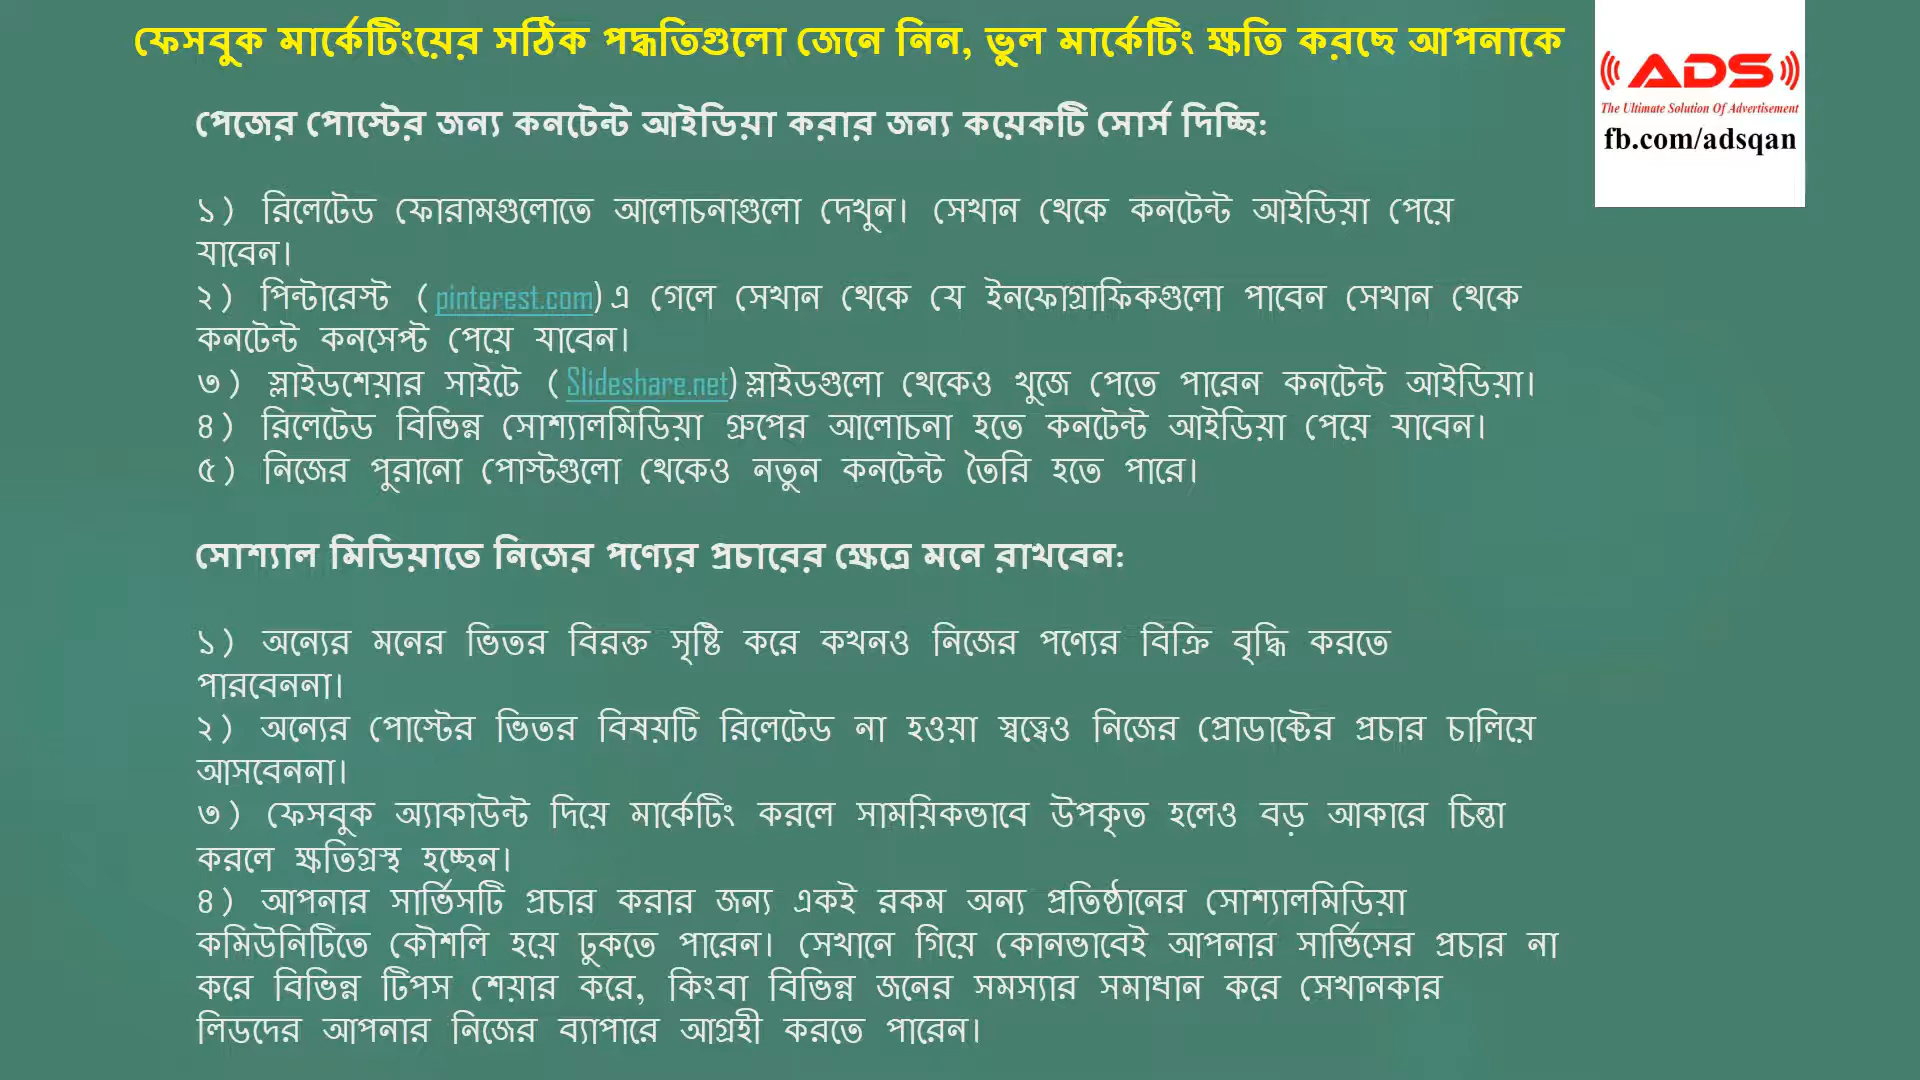 ফেসবুক মার্কেটিংয়ের সঠিক পদ্ধতিগুলো জেনে নিন, ভুল মার্কেটিং ক্ষতি করছে আপনাকে
ADS
The Ultimate Solution Of Advertisement
fb.com/adsqan
পেজের পোস্টের জন্য কনটেন্ট আইডিয়া করার জন্য কয়েকটি সোর্স দিচ্ছি:
১) রিলেটেড ফোরামগুলোতে আলোচনাগুলো দেখুন। সেখান থেকে কনটেন্ট আইডিয়া পেয়ে
যাবেন।
২) পিন্টারেস্ট (pinterest.com)এ গেলে সেখান থেকে যে ইনফোগ্রাফিকগুলো পাবেন সেখান থেকে
কনটেন্ট কনসেপ্ট পেয়ে যাবেন।
৩) স্লাইডশেয়ার সাইটে (Slideshare.net)স্লাইডগুলো থেকেও খুজে পেতে পারেন কনটেন্ট আইডিয়া।
৪) রিলেটেড বিভিন্ন সোশ্যালমিডিয়া গ্রুপের আলোচনা হতে কনটেন্ট আইডিয়া পেয়ে যাবেন।
৫) নিজের পুরানো পোস্টগুলো থেকেও নতুন কনটেন্ট তৈরি হতে পারে।
সোশ্যাল মিডিয়াতে নিজের পণ্যের প্রচারের ক্ষেত্রে মনে রাখবেন:
১) অন্যের মনের ভিতর বিরক্ত সৃষ্টি করে কখনও নিজের পণ্যের বিক্রি বৃদ্ধি করতে
পারবেননা।
২) অন্যের পোস্টের ভিতর বিষয়টি রিলেটেড না হওয়া স্বত্ত্বেও নিজের প্রোডাক্টের প্রচার চালিয়ে
আসবেননা।
৩) ফেসবুক অ্যাকাউন্ট দিয়ে মার্কেটিং করলে সাময়িকভাবে উপকৃত হলেও বড় আকারে চিন্তা
করলে ক্ষতিগ্রস্থ হচ্ছেন।
৪) আপনার সার্ভিসটি প্রচার করার জন্য একই রকম অন্য প্রতিষ্ঠানের সোশ্যালমিডিয়া
কমিউনিটিতে কৌশলি হয়ে ঢুকতে পারেন। সেখানে গিয়ে কোনভাবেই আপনার সার্ভিসের প্রচার না
করে বিভিন্ন টিপস শেয়ার করে, কিংবা বিভিন্ন জনের সমস্যার সমাধান করে সেখানকার
লিডদের আপনার নিজের ব্যাপারে আগ্রহী করতে পারেন।